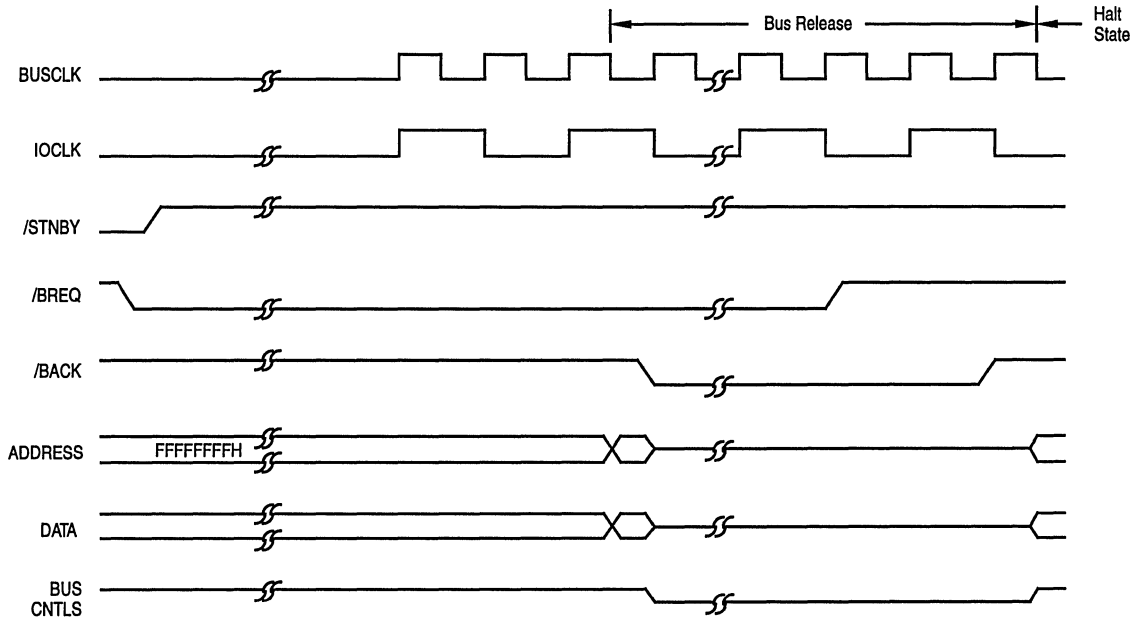 Bus Release
Halt
State
BUSCLK
IOCLK
/STNBY
/BREQ
/BACK
ADDRESS
FFFFFFFFH
DATA
BUS
CNTLS